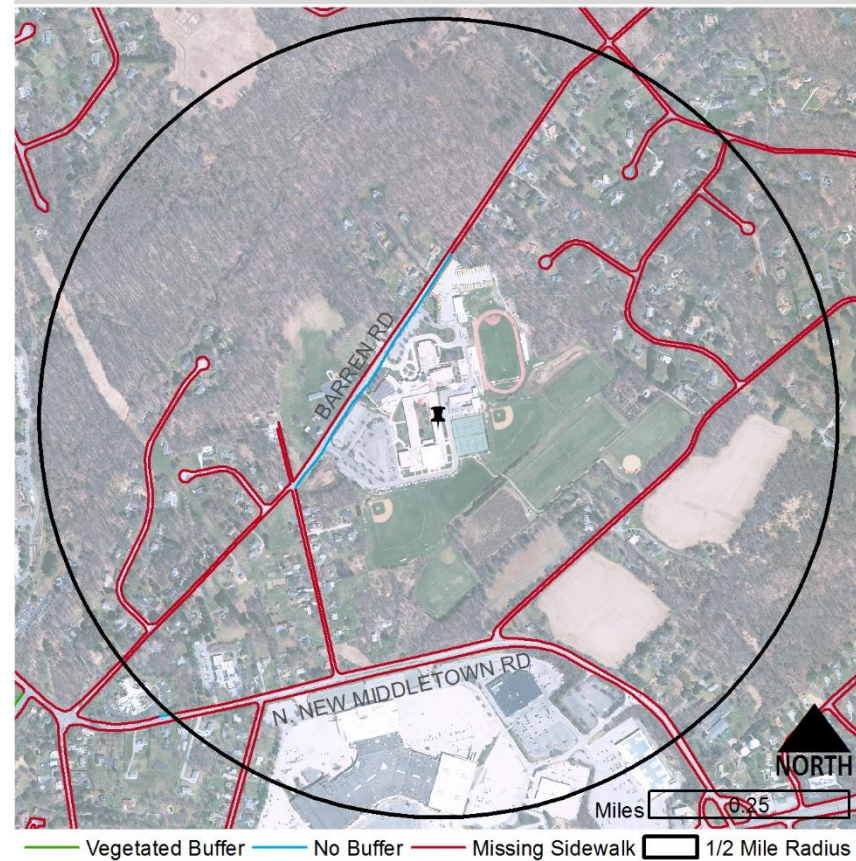 BARREN RD
N. NEW MIDDLETOWN RD
NORTH
Miles 0.25
Vegetated Buffer No Buffer Missing Sidewalk 1/2 Mile Radius